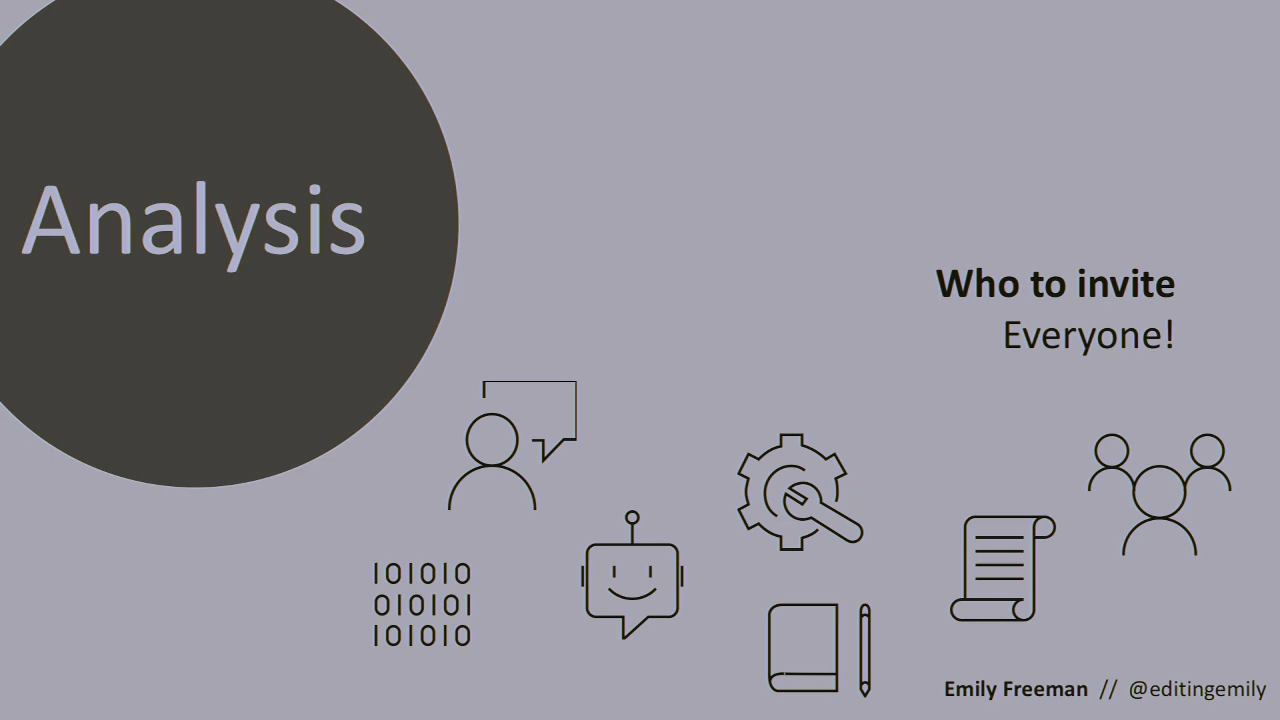 Analysis
Who to invite
Everyone!
101010
010101
101010
Emily Freeman // @editingemily